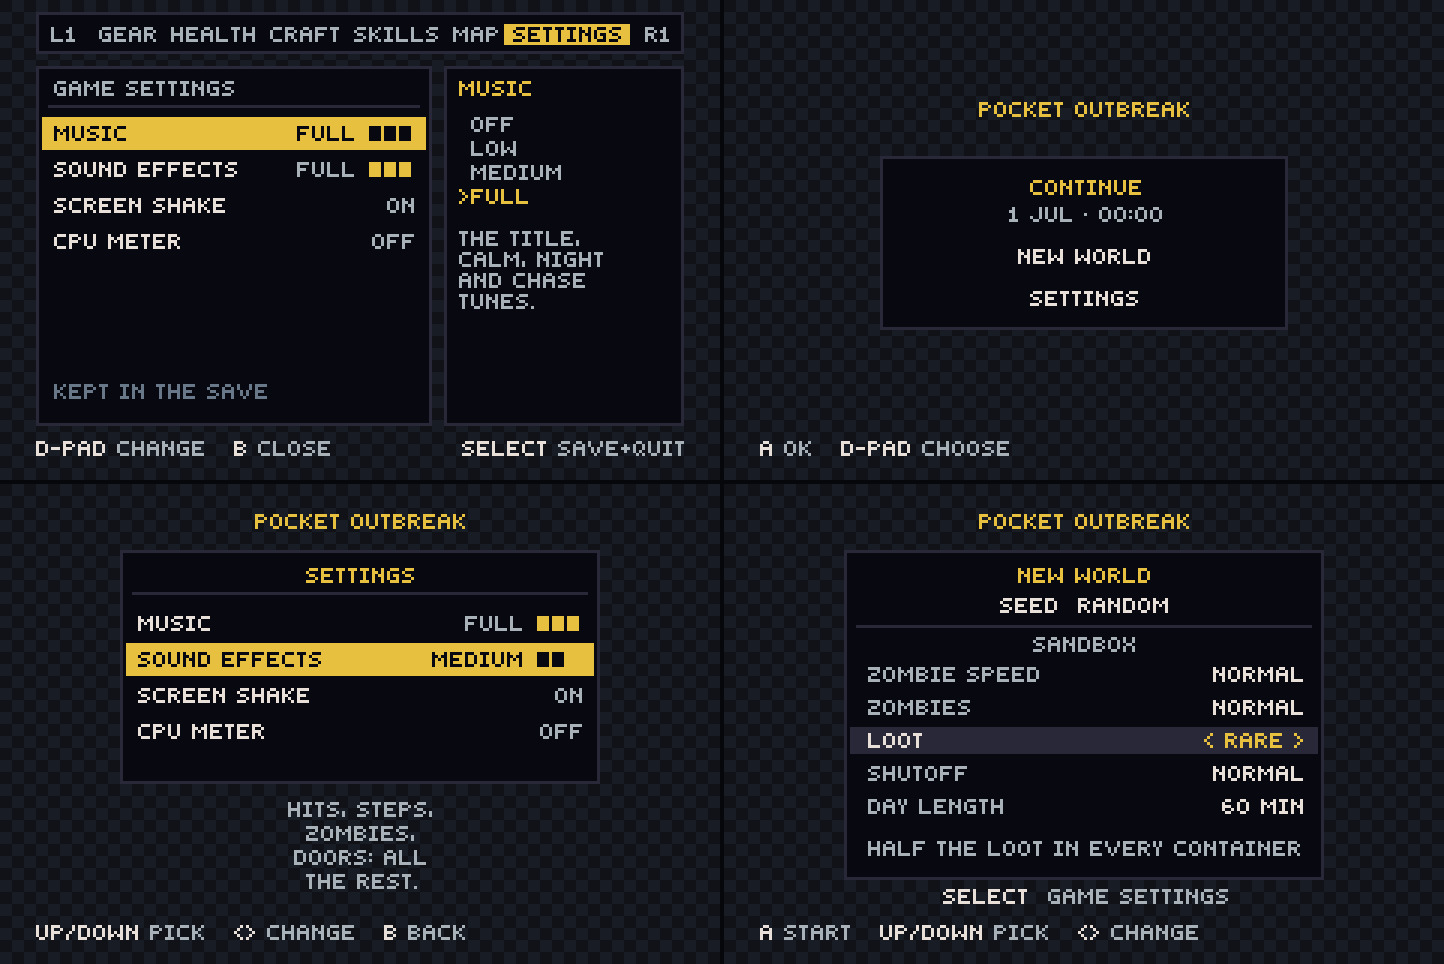 L1 GEAR HEALTH CRAFT SKILLS MAP SETTINGS R1
GAME SETTINGS
MUSIC FULL
SOUND EFFECTS FULL
SCREEN SHAKE ON
CPU METER OFF
KEPT IN THE SAVE
MUSIC
OFF
LOW
MEDIUM
>FULL
THE TITLE,
CALM, NIGHT
AND CHASE
TUNES.
D-PAD CHANGE B CLOSE SELECT SAVE+QUIT
POCKET OUTBREAK
CONTINUE
1 JUL · 00:00
NEW WORLD
SETTINGS
A OK D-PAD CHOOSE
POCKET OUTBREAK
SETTINGS
MUSIC FULL
SOUND EFFECTS MEDIUM
SCREEN SHAKE ON
CPU METER OFF
HITS, STEPS,
ZOMBIES,
DOORS: ALL
THE REST.
UP/DOWN PICK <> CHANGE B BACK
POCKET OUTBREAK
NEW WORLD
SEED RANDOM
SANDBOX
ZOMBIE SPEED NORMAL
ZOMBIES NORMAL
LOOT < RARE >
SHUTOFF NORMAL
DAY LENGTH 60 MIN
HALF THE LOOT IN EVERY CONTAINER
SELECT GAME SETTINGS
A START UP/DOWN PICK <> CHANGE